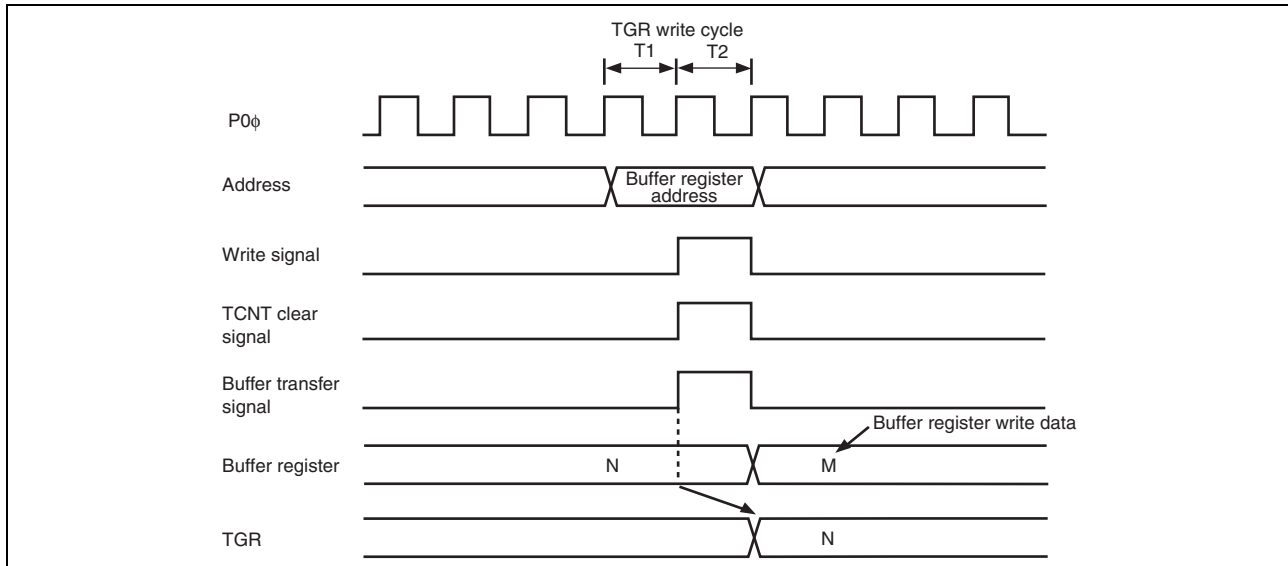 TGR write cycle
T1 T2
P0ϕ
Address
Buffer register
address
Write signal
TCNT clear
signal
Buffer transfer
signal
Buffer register write data
Buffer register
N M
TGR
N